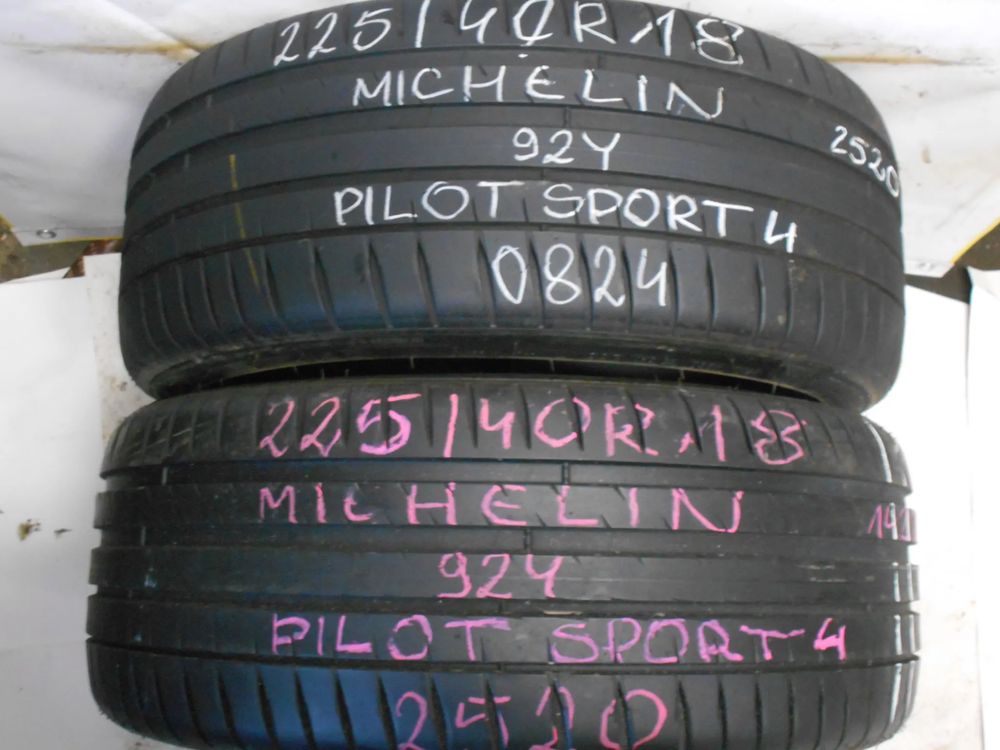 225/40R18
MICHELIN
92Y
2520
PILOT SPORT 4
0824
225/40R18
MICHELIN
92Y
PILOT SPORT 4
2520